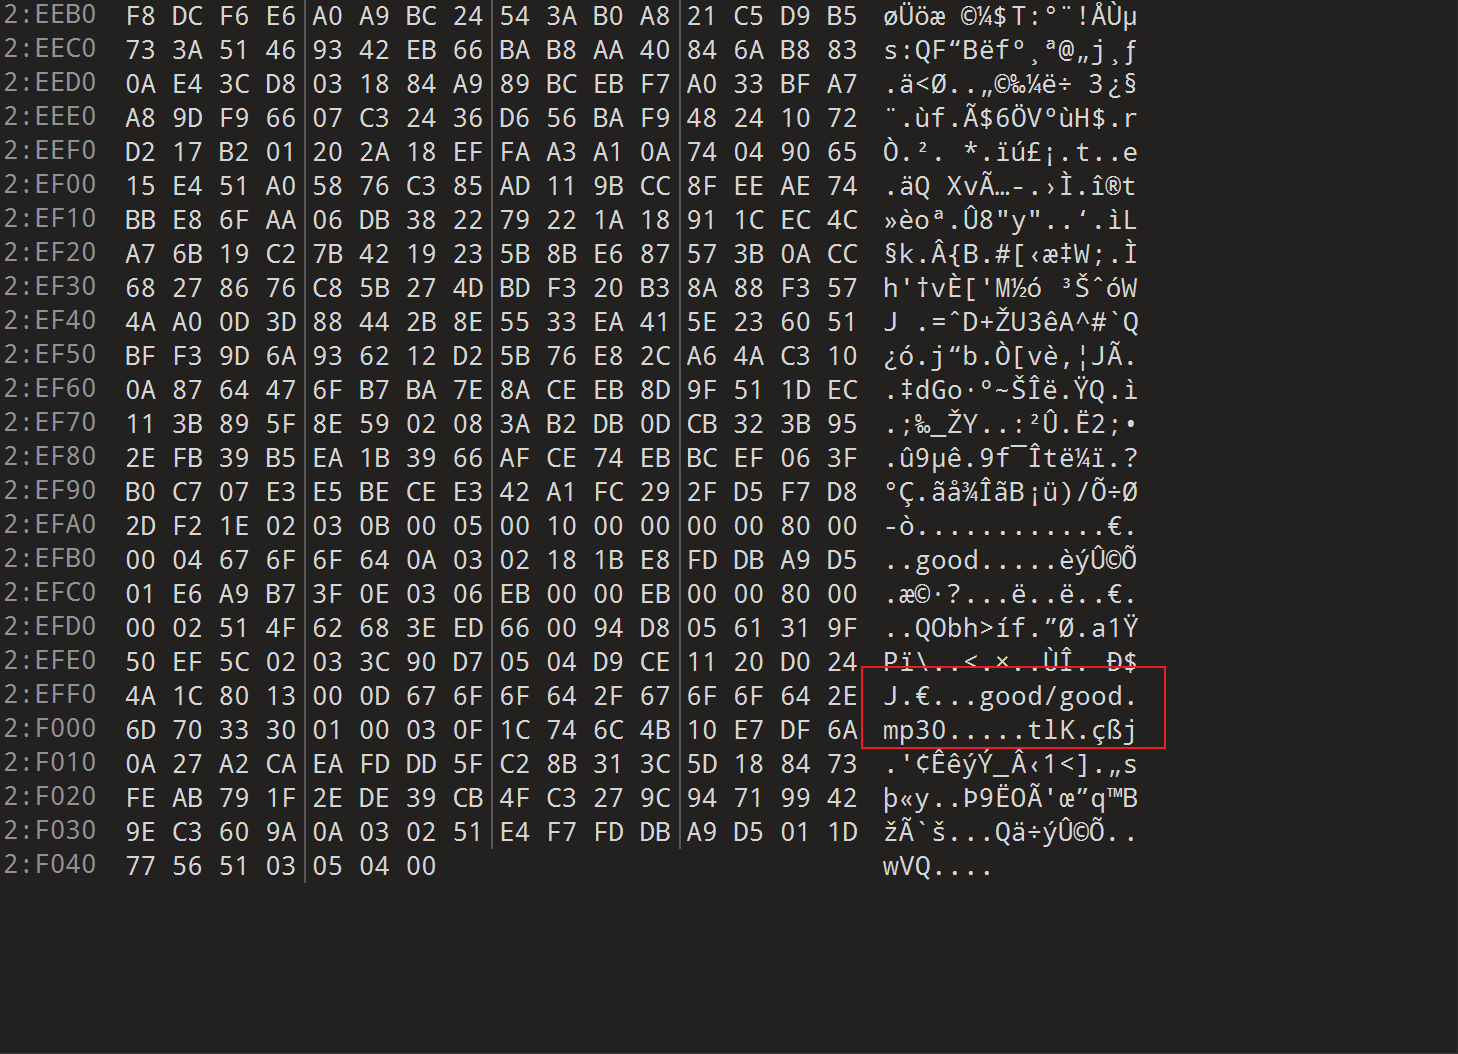 2:EEB0 F8 DC F6 E6 A0 A9 BC 24 54 3A B0 A8 21 C5 D9 B5 øÜöæ ©¼$T:°¨!ÅÙµ
2:EEC0 73 3A 51 46 93 42 EB 66 BA B8 AA 40 84 6A B8 83 s:QF“Bëfº¸ª@„j¸ƒ
2:EED0 0A E4 3C D8 03 18 84 A9 89 BC EB F7 A0 33 BF A7 .ä<Ø..„©‰¼ë÷ 3¿§
2:EEE0 A8 9D F9 66 07 C3 24 36 D6 56 BA F9 48 24 10 72 ¨.ùf.Ã$6ÖVºùH$.r
2:EEF0 D2 17 B2 01 20 2A 18 EF FA A3 A1 0A 74 04 90 65 Ò.². *.ïú£¡.t..e
2:EF00 15 E4 51 A0 58 76 C3 85 AD 11 9B CC 8F EE AE 74 .äQ XvÃ…-.›Ì.î®t
2:EF10 BB E8 6F AA 06 DB 38 22 79 22 1A 18 91 1C EC 4C »èoª.Û8"y"..‘.ìL
2:EF20 A7 6B 19 C2 7B 42 19 23 5B 8B E6 87 57 3B 0A CC §k.Â{B.#[‹æ‡W;.Ì
2:EF30 68 27 86 76 C8 5B 27 4D BD F3 20 B3 8A 88 F3 57 h'†vÈ['M½ó ³ŠˆóW
2:EF40 4A A0 0D 3D 88 44 2B 8E 55 33 EA 41 5E 23 60 51 J .=ˆD+ŽU3êA^#`Q
2:EF50 BF F3 9D 6A 93 62 12 D2 5B 76 E8 2C A6 4A C3 10 ¿ó.j“b.Ò[vè,¦JÃ.
2:EF60 0A 87 64 47 6F B7 BA 7E 8A CE EB 8D 9F 51 1D EC .‡dGo·º~ŠÎë.ŸQ.ì
2:EF70 11 3B 89 5F 8E 59 02 08 3A B2 DB 0D CB 32 3B 95 .;‰_ŽY..:²Û.Ë2;•
2:EF80 2E FB 39 B5 EA 1B 39 66 AF CE 74 EB BC EF 06 3F .û9µê.9f¯Îtë¼ï.?
2:EF90 B0 C7 07 E3 E5 BE CE E3 42 A1 FC 29 2F D5 F7 D8 °Ç.ãå¾ÎãB¡ü)/Õ÷Ø
2:EFA0 2D F2 1E 02 03 0B 00 05 00 10 00 00 00 00 80 00 -ò............€.
2:EFB0 00 04 67 6F 6F 64 0A 03 02 18 1B E8 FD DB A9 D5 ..good.....èýÛ©Õ
2:EFC0 01 E6 A9 B7 3F 0E 03 06 EB 00 00 EB 00 00 80 00 .æ©·?...ë..ë..€.
2:EFD0 00 02 51 4F 62 68 3E ED 66 00 94 D8 05 61 31 9F ..QObh>íf.”Ø.a1Ÿ
2:EFE0 50 EF 5C 02 03 3C 90 D7 05 04 D9 CE 11 20 D0 24 Pï\..<.×..ÙÎ. Ð$
2:EFF0 4A 1C 80 13 00 0D 67 6F 6F 64 2F 67 6F 6F 64 2E J.€...good/good.
2:F000 6D 70 33 30 01 00 03 0F 1C 74 6C 4B 10 E7 DF 6A mp30.....tlK.çßj
2:F010 0A 27 A2 CA EA FD DD 5F C2 8B 31 3C 5D 18 84 73 .'¢ÊêýÝ_Â‹1<].„s
2:F020 FE AB 79 1F 2E DE 39 CB 4F C3 27 9C 94 71 99 42 þ«y..Þ9ËOÃ'œ”q™B
2:F030 9E C3 60 9A 0A 03 02 51 E4 F7 FD DB A9 D5 01 1D žÃ`š...Qä÷ýÛ©Õ..
2:F040 77 56 51 03 05 04 00 wVQ....